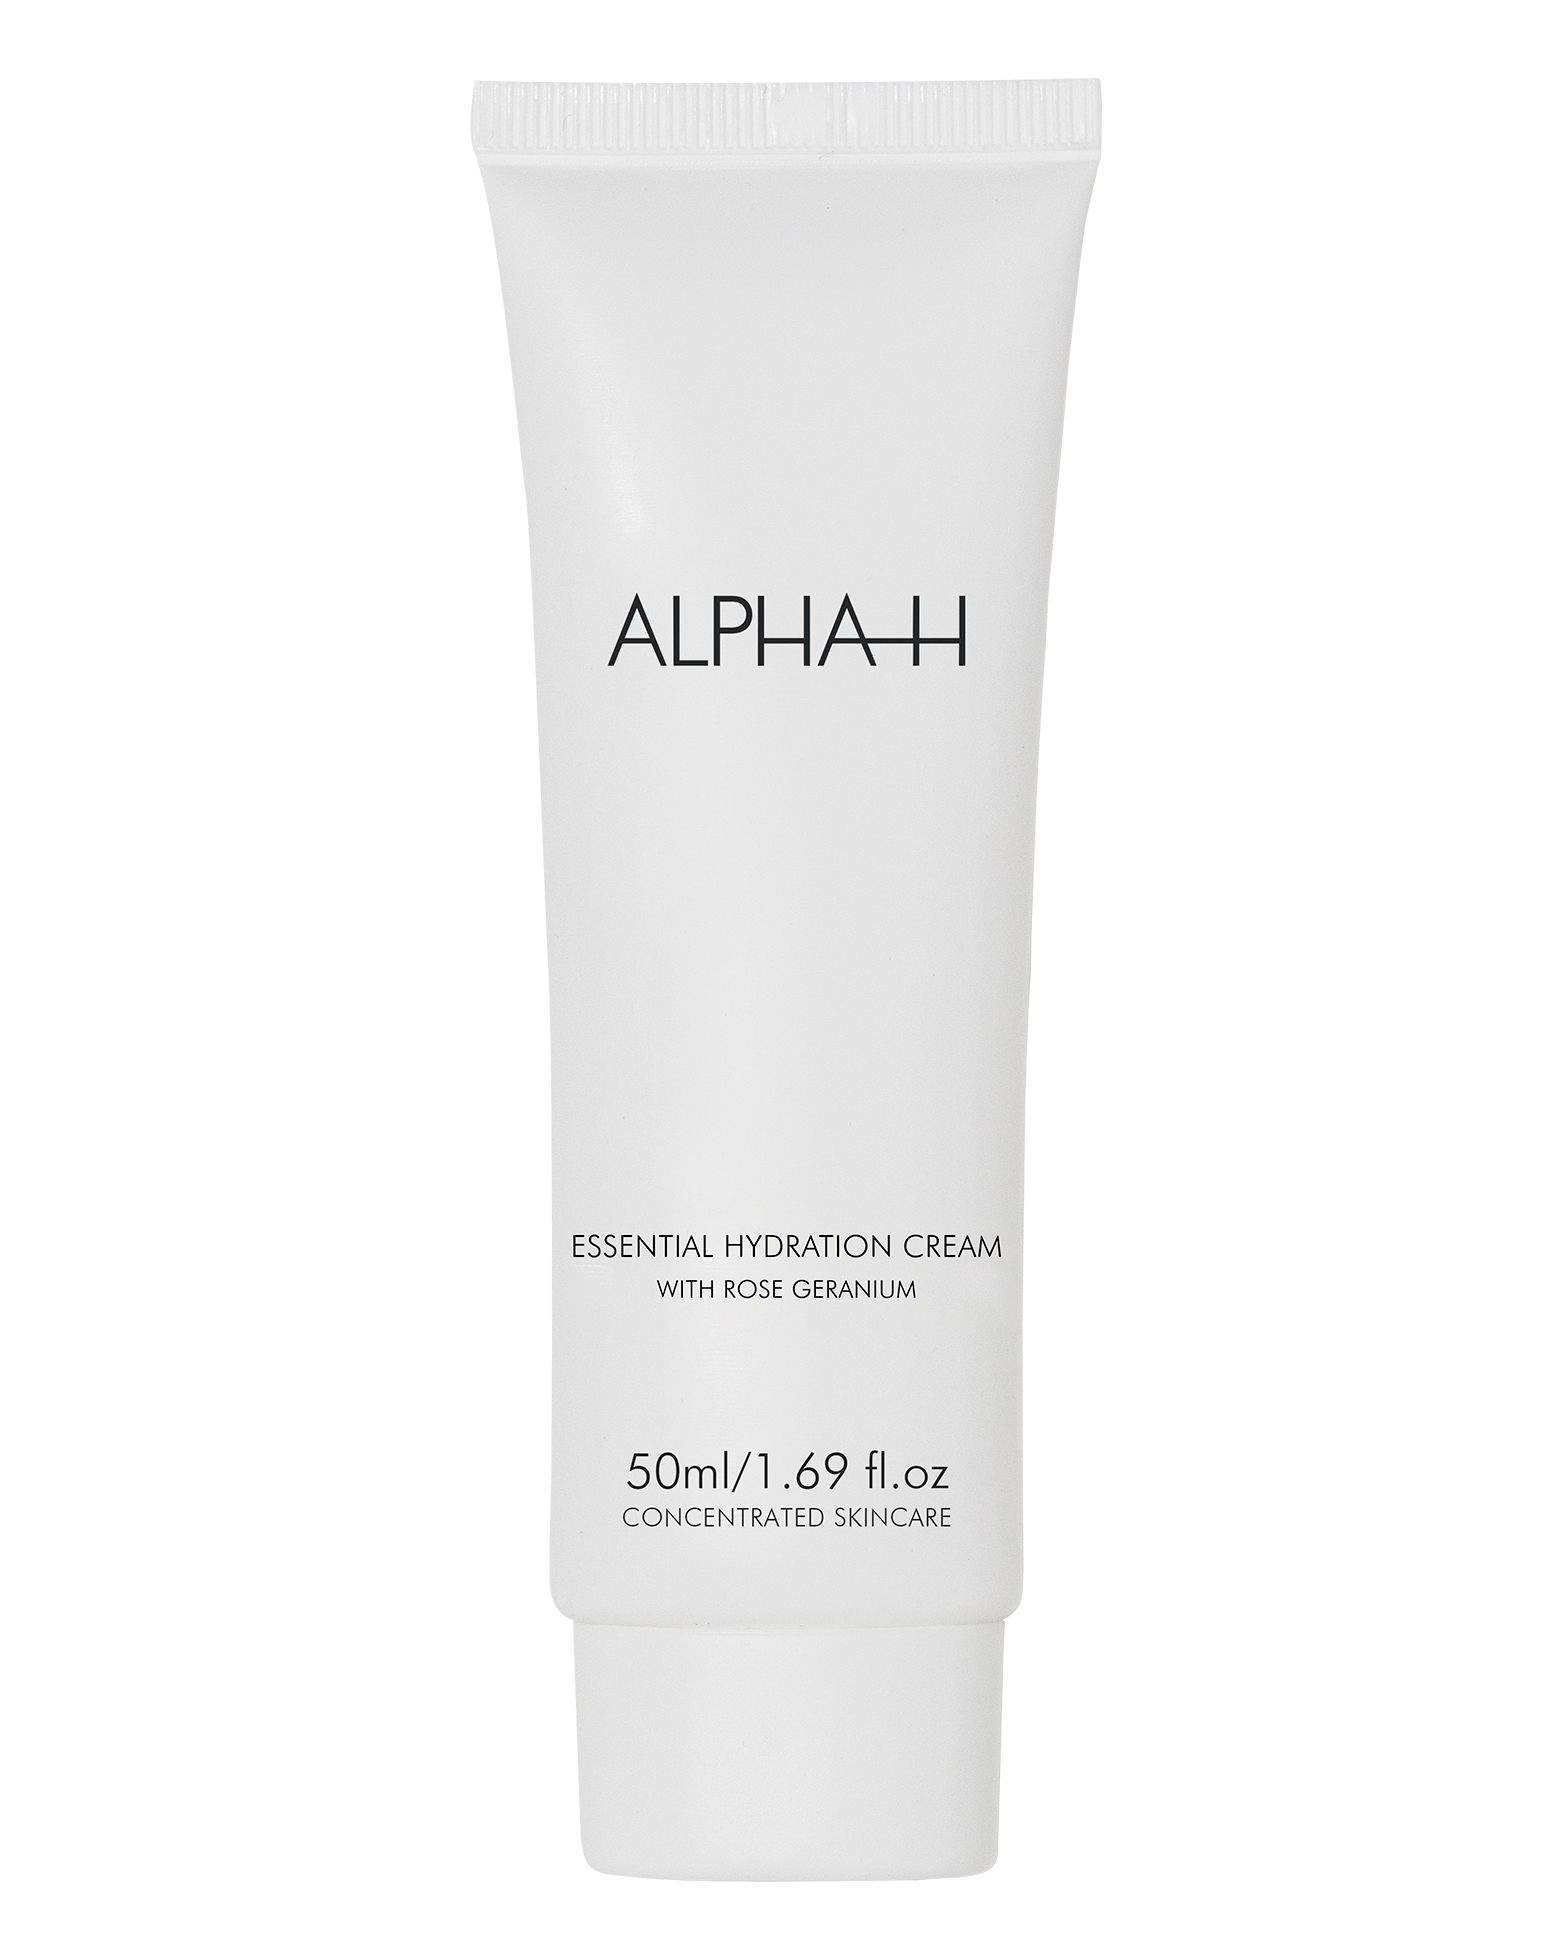 ALPHA-H
ESSENTIAL HYDRATION CREAM
WITH ROSE GERANIUM
50ml/1.69 fl.oz
CONCENTRATED SKINCARE